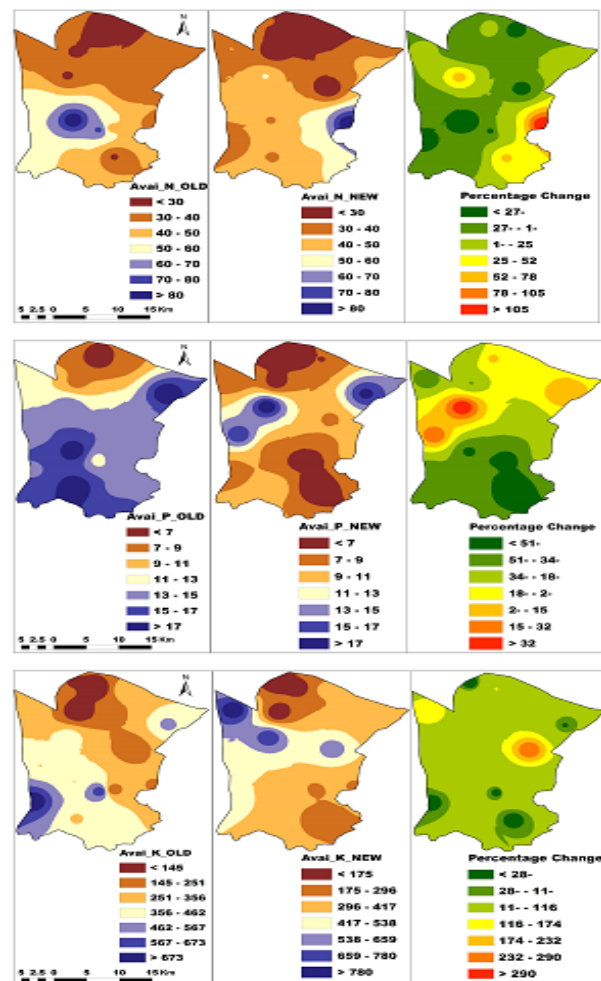 N
Avai_N_OLD
< 30
30 - 40
40 - 50
50 - 60
60 - 70
70 - 80
> 80
5 2.5 0 5 10 15 Km
Avai_N_NEW
< 30
30 - 40
40 - 50
50 - 60
60 - 70
70 - 80
> 80
Percentage Change
< 27-
27- - 1-
1- - 25
25 - 52
52 - 78
78 - 105
> 105
N
Avai_P_OLD
< 7
7 - 9
9 - 11
11 - 13
13 - 15
15 - 17
> 17
5 2.5 0 5 10 15 Km
Avai_P_NEW
< 7
7 - 9
9 - 11
11 - 13
13 - 15
15 - 17
> 17
Percentage Change
< 51-
51- - 34-
34- - 18-
18- - 2-
2- - 15
15 - 32
> 32
N
Avai_K_OLD
< 145
145 - 251
251 - 356
356 - 462
462 - 567
567 - 673
> 673
5 2.5 0 5 10 15 Km
Avai_K_NEW
< 175
175 - 296
296 - 417
417 - 538
538 - 659
659 - 780
> 780
Percentage Change
< 28-
28- - 11-
11- - 116
116 - 174
174 - 232
232 - 290
> 290